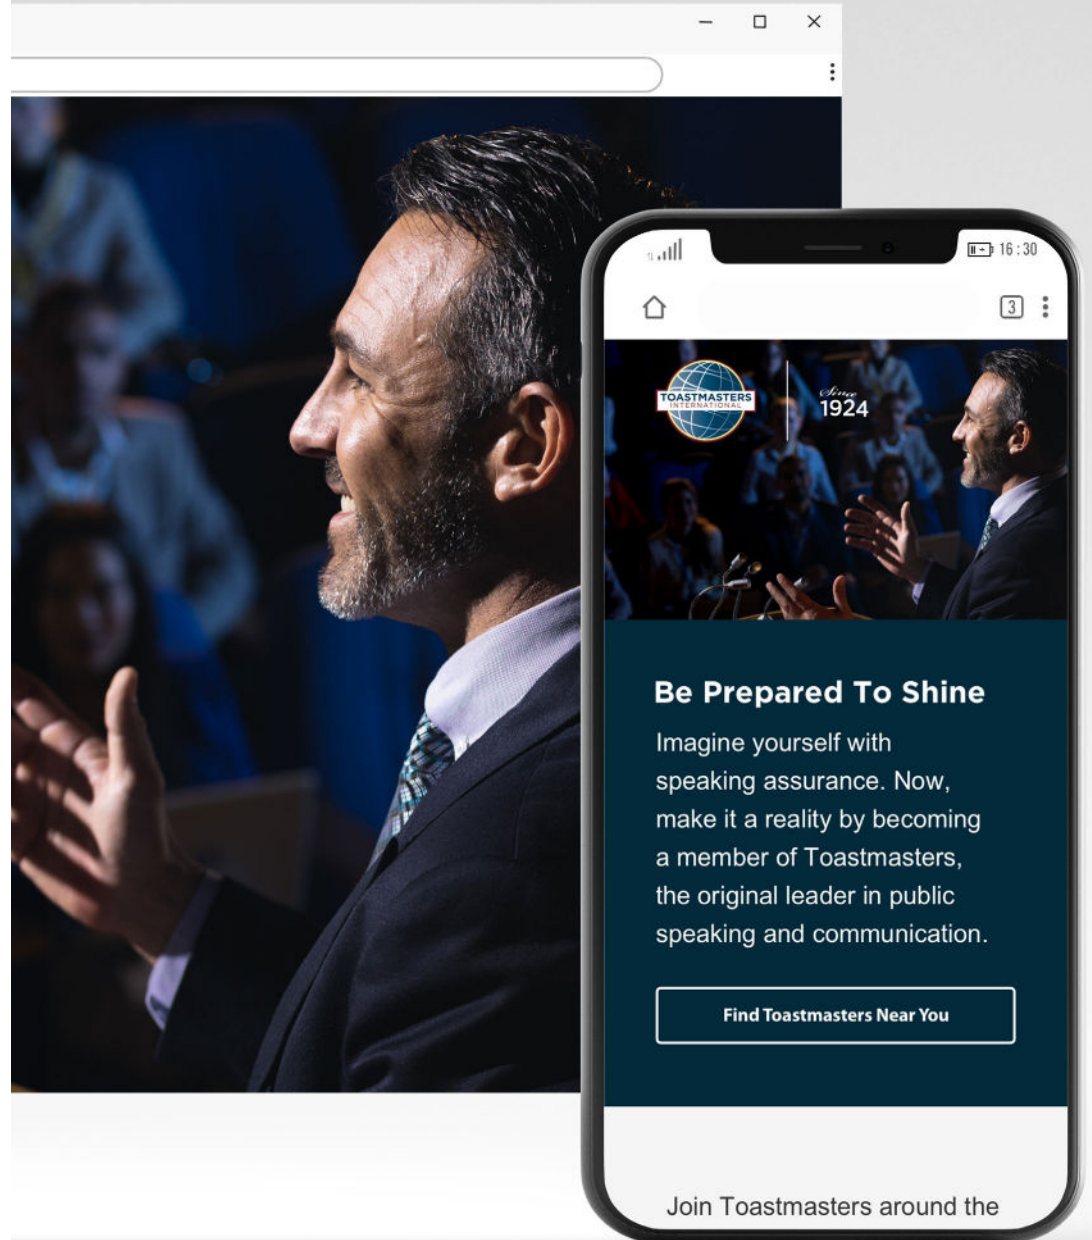 16:30
3
TOASTMASTERS
INTERNATIONAL
Since
1924
Be Prepared To Shine
Imagine yourself with
speaking assurance. Now,
make it a reality by becoming
a member of Toastmasters,
the original leader in public
speaking and communication.
Find Toastmasters Near You
Join Toastmasters around the